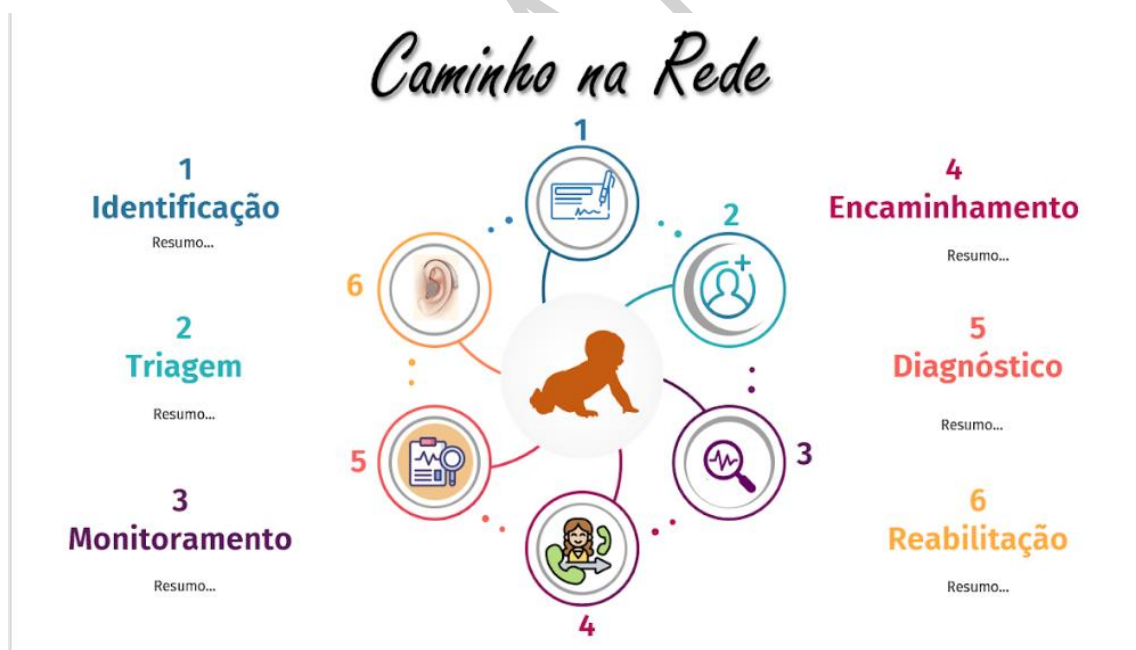 Caminho na Rede
1
Identificação
Resumo...
2
Triagem
Resumo...
3
Monitoramento
Resumo...
1
2
3
4
5
6
4
Encaminhamento
Resumo...
5
Diagnóstico
Resumo...
6
Reabilitação
Resumo...